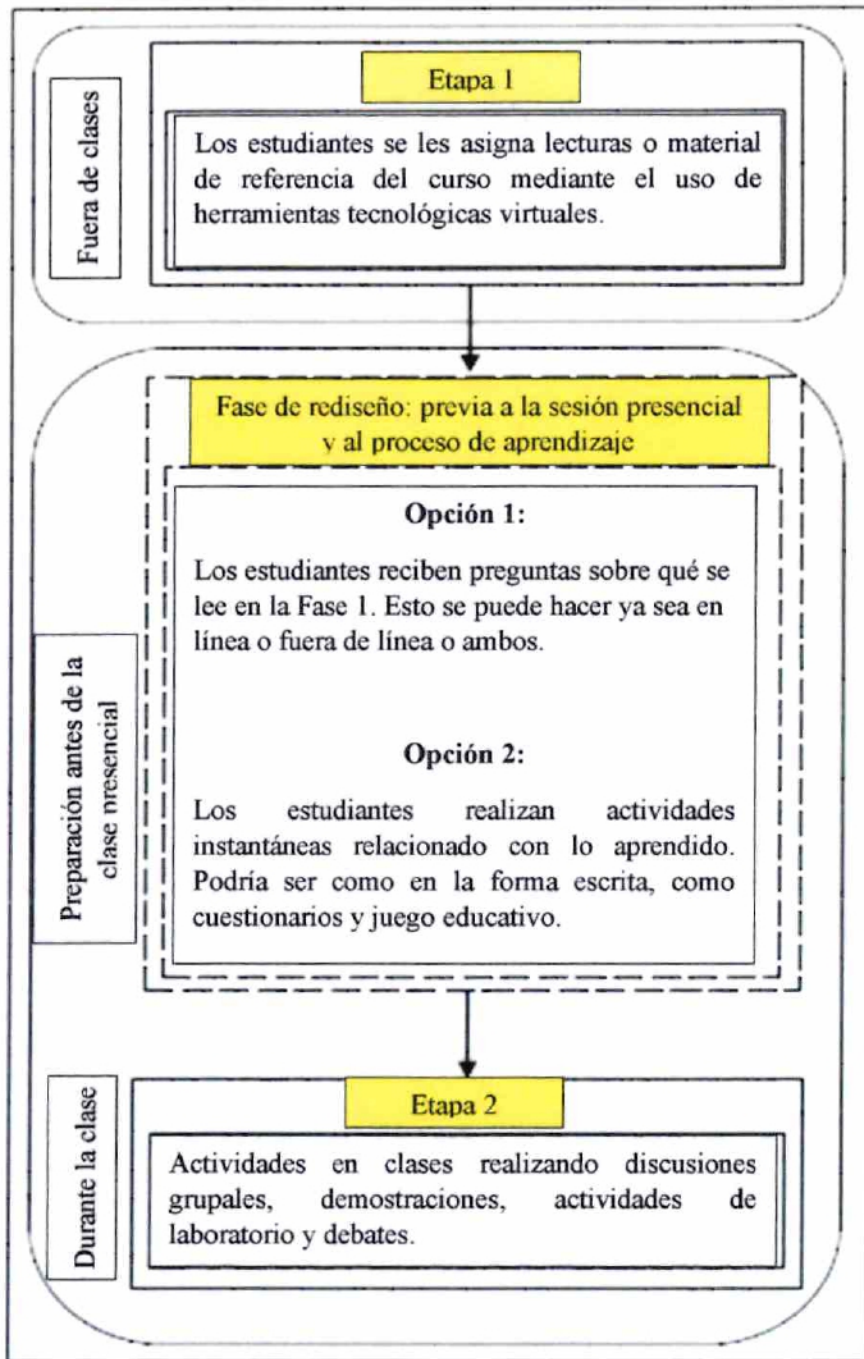 Fuera de clases
Etapa 1
Los estudiantes se les asigna lecturas o material
de referencia del curso mediante el uso de
herramientas tecnológicas virtuales.
Preparación antes de la
clase presencial
Fase de rediseño: previa a la sesión presencial
y al proceso de aprendizaje
Opción 1:
Los estudiantes reciben preguntas sobre qué se
lee en la Fase 1. Esto se puede hacer ya sea en
línea o fuera de línea o ambos.
Opción 2:
Los estudiantes realizan actividades
instantáneas relacionado con lo aprendido.
Podría ser como en la forma escrita, como
cuestionarios y juego educativo.
Durante la clase
Etapa 2
Actividades en clases realizando discusiones
grupales, demostraciones, actividades de
laboratorio y debates.